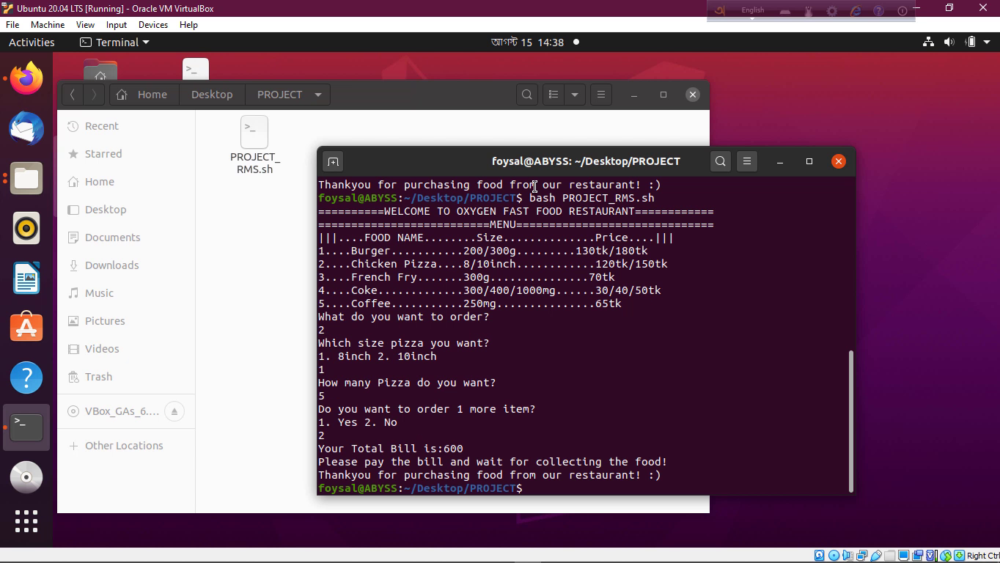 Ubuntu 20.04 LTS [Running] - Oracle VM VirtualBox
English
File Machine View Input Devices Help
Activities Terminal আগস্ট 15 14:38
Home Desktop PROJECT
Recent
Starred
Home
Desktop
Documents
Downloads
Music
Pictures
Videos
Trash
VBox_GAs_6....
Other Locations
PROJECT_
RMS.sh
foysal@ABYSS: ~/Desktop/PROJECT
Thankyou for purchasing food from our restaurant! :)
foysal@ABYSS:~/Desktop/PROJECT$ bash PROJECT_RMS.sh
==========WELCOME TO OXYGEN FAST FOOD RESTAURANT============
==========================MENU==============================
|||....FOOD NAME........Size..............Price....|||
1....Burger...........200/300g.........130tk/180tk
2....Chicken Pizza....8/10inch............120tk/150tk
3....French Fry.......300g...............70tk
4....Coke.............300/400/1000mg......30/40/50tk
5....Coffee...........250mg...............65tk
What do you want to order?
2
Which size pizza you want?
1. 8inch 2. 10inch
1
How many Pizza do you want?
5
Do you want to order 1 more item?
1. Yes 2. No
2
Your Total Bill is:600
Please pay the bill and wait for collecting the food!
Thankyou for purchasing food from our restaurant! :)
foysal@ABYSS:~/Desktop/PROJECT$
Right Ctrl